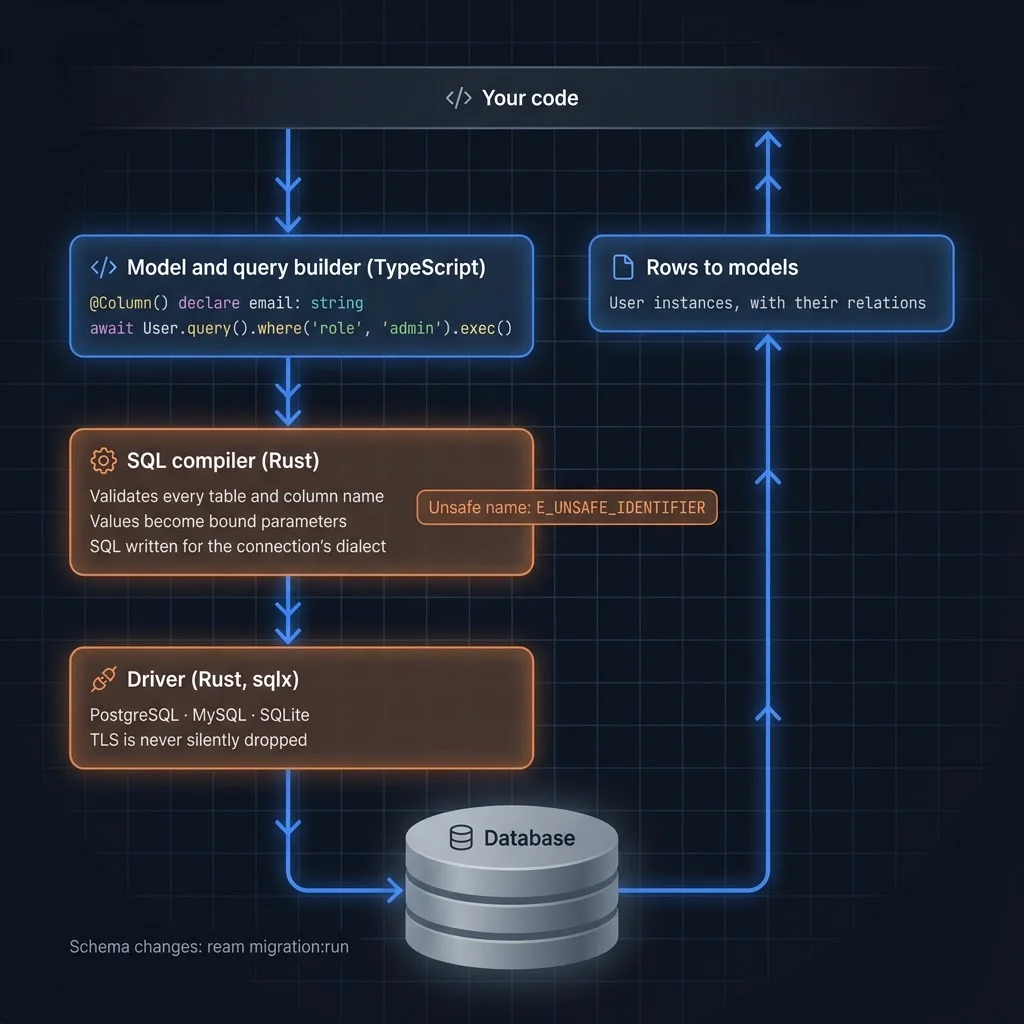 </> Your code
</> Model and query builder (TypeScript)
@Column() declare email: string
await User.query().where('role', 'admin').exec()
Rows to models
User instances, with their relations
SQL compiler (Rust)
Validates every table and column name
Values become bound parameters
SQL written for the connection's dialect
Unsafe name: E_UNSAFE_IDENTIFIER
Driver (Rust, sqlx)
PostgreSQL · MySQL · SQLite
TLS is never silently dropped
Database
Schema changes: ream migration:run